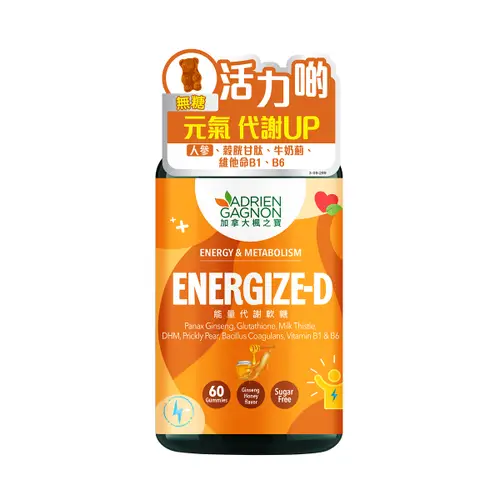 活力啲
無糖
元氣 代謝UP
人參、穀胱甘肽、牛奶薊、
維他命B1、B6
ADRIEN
GAGNON
加拿大楓之寶
ENERGY & METABOLISM
ENERGIZE-D
能量代謝軟糖
Panax Ginseng, Glutathione, Milk Thistle,
DHM, Prickly Pear, Bacillus Coagulans, Vitamin B1 & B6
60
Gummies
Ginseng
Honey
flavor
Sugar
Free